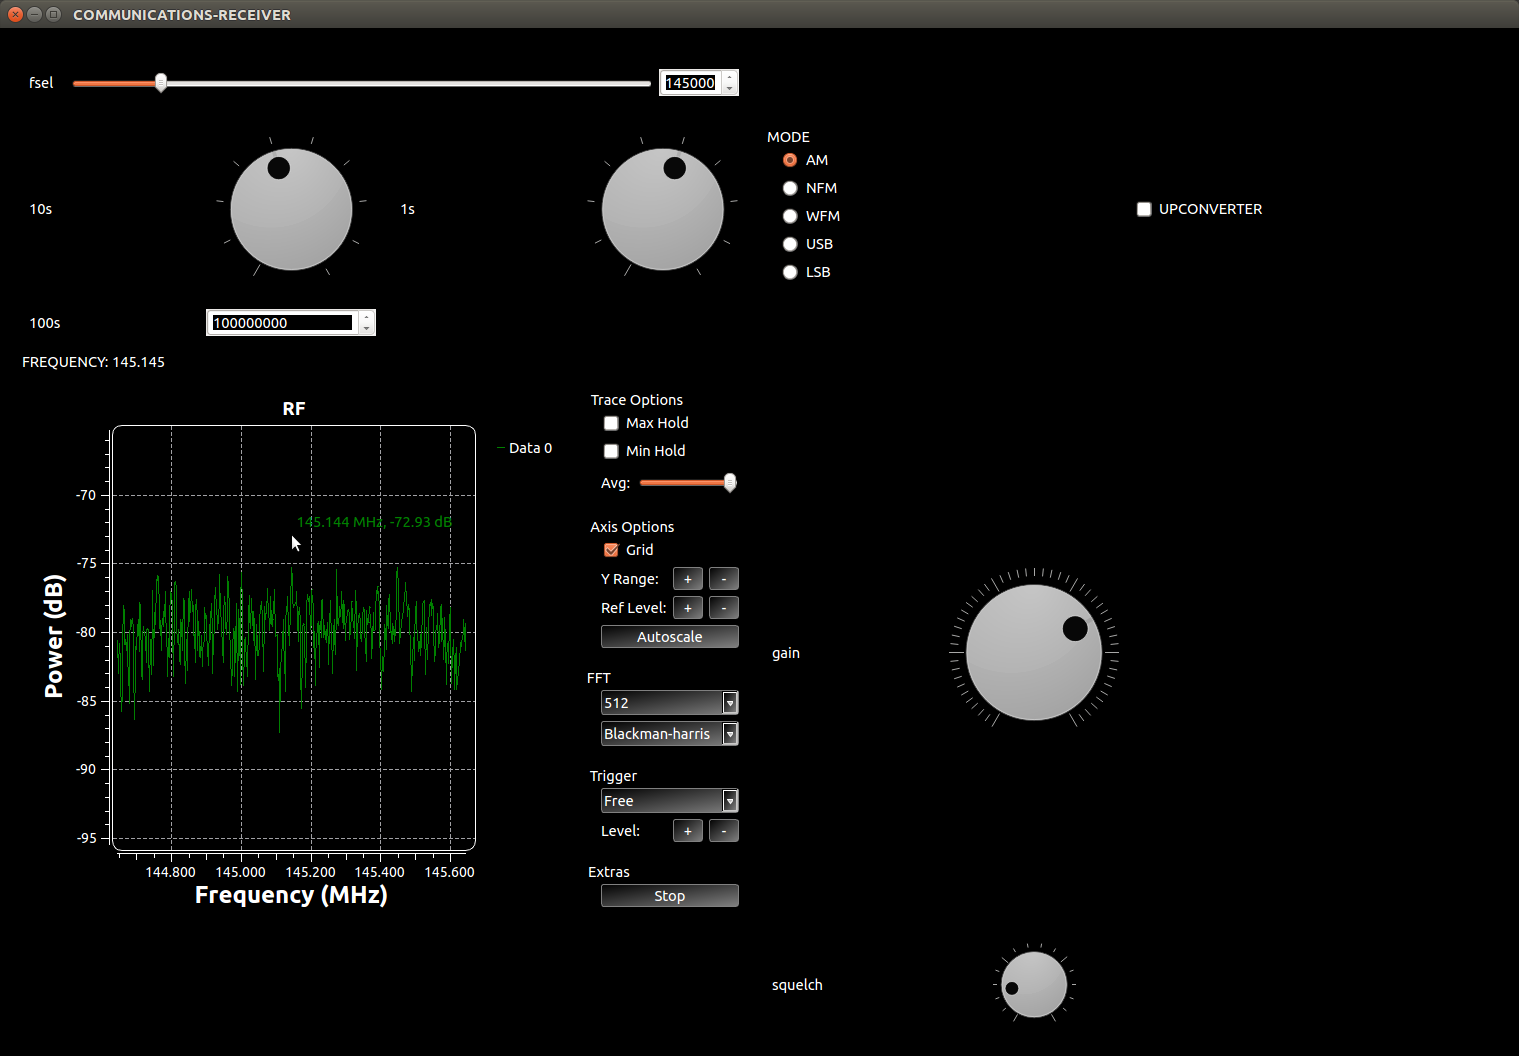 COMMUNICATIONS-RECEIVER
fsel
145000
10s
1s
MODE
AM
NFM
WFM
USB
LSB
UPCONVERTER
100s
100000000
FREQUENCY: 145.145
RF
Data 0
145.144 MHz, -72.93 dB
-70
-75
-80
-85
-90
-95
Power (dB)
144.800 145.000 145.200 145.400 145.600
Frequency (MHz)
Trace Options
Max Hold
Min Hold
Avg:
Axis Options
Grid
Y Range: + -
Ref Level: + -
Autoscale
FFT
512
Blackman-harris
Trigger
Free
Level: + -
Extras
Stop
gain
squelch